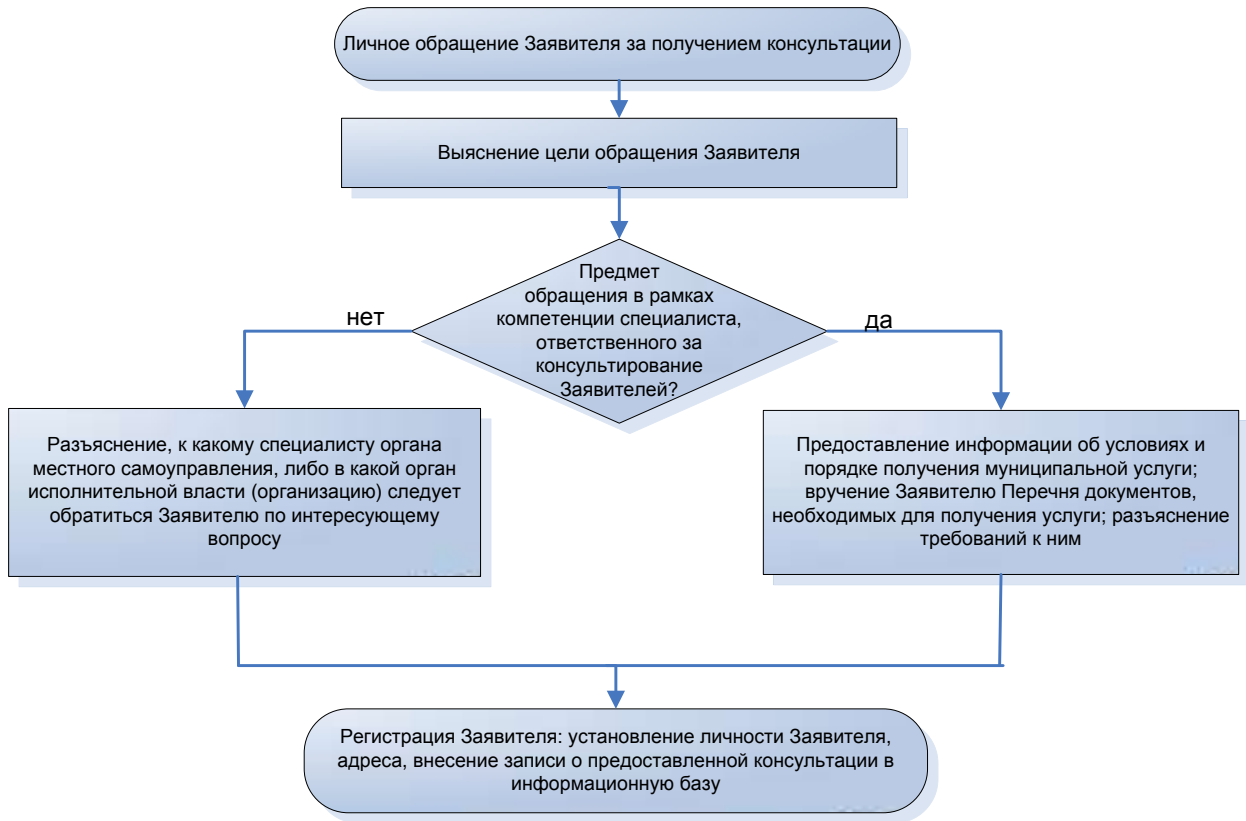 Личное обращение Заявителя за получением консультации
Выяснение цели обращения Заявителя
Предмет
обращения в рамках
компетенции специалиста,
ответственного за
консультирование
Заявителей?
нет
да
Разъяснение, к какому специалисту органа
местного самоуправления, либо в какой орган
исполнительной власти (организацию) следует
обратиться Заявителю по интересующему
вопросу
Предоставление информации об условиях и
порядке получения муниципальной услуги;
вручение Заявителю Перечня документов,
необходимых для получения услуги; разъяснение
требований к ним
Регистрация Заявителя: установление личности Заявителя,
адреса, внесение записи о предоставленной консультации в
информационную базу